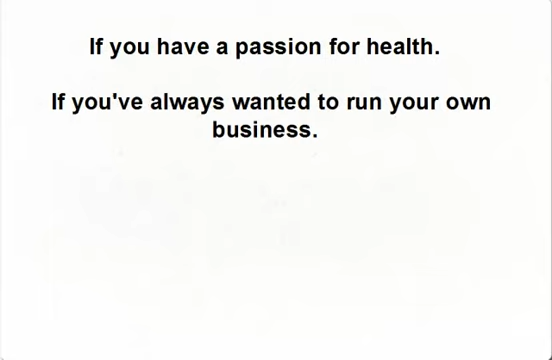 If you have a passion for health.
If you've always wanted to run your own
business.